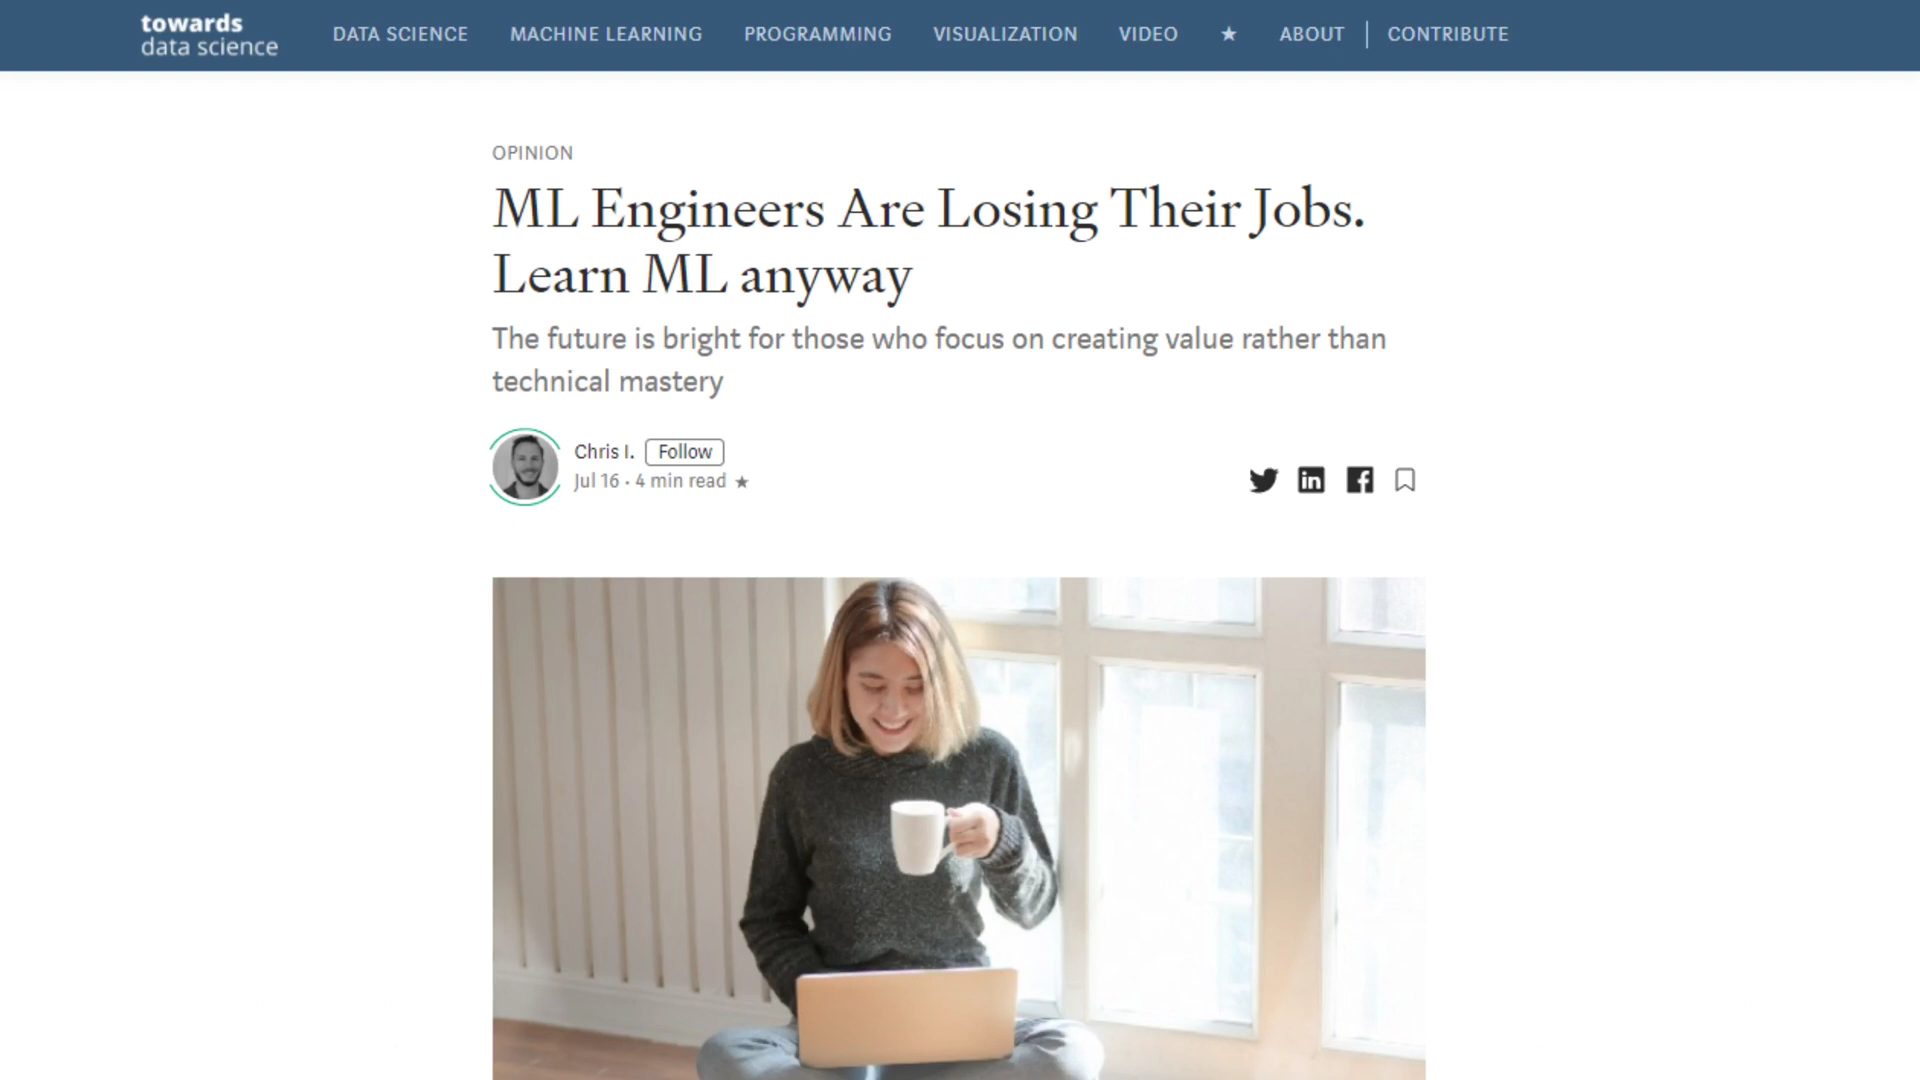 towards
data science
DATA SCIENCE MACHINE LEARNING PROGRAMMING VISUALIZATION VIDEO ★ ABOUT | CONTRIBUTE
OPINION
ML Engineers Are Losing Their Jobs.
Learn ML anyway
The future is bright for those who focus on creating value rather than
technical mastery
Chris I. Follow
Jul 16 · 4 min read ★